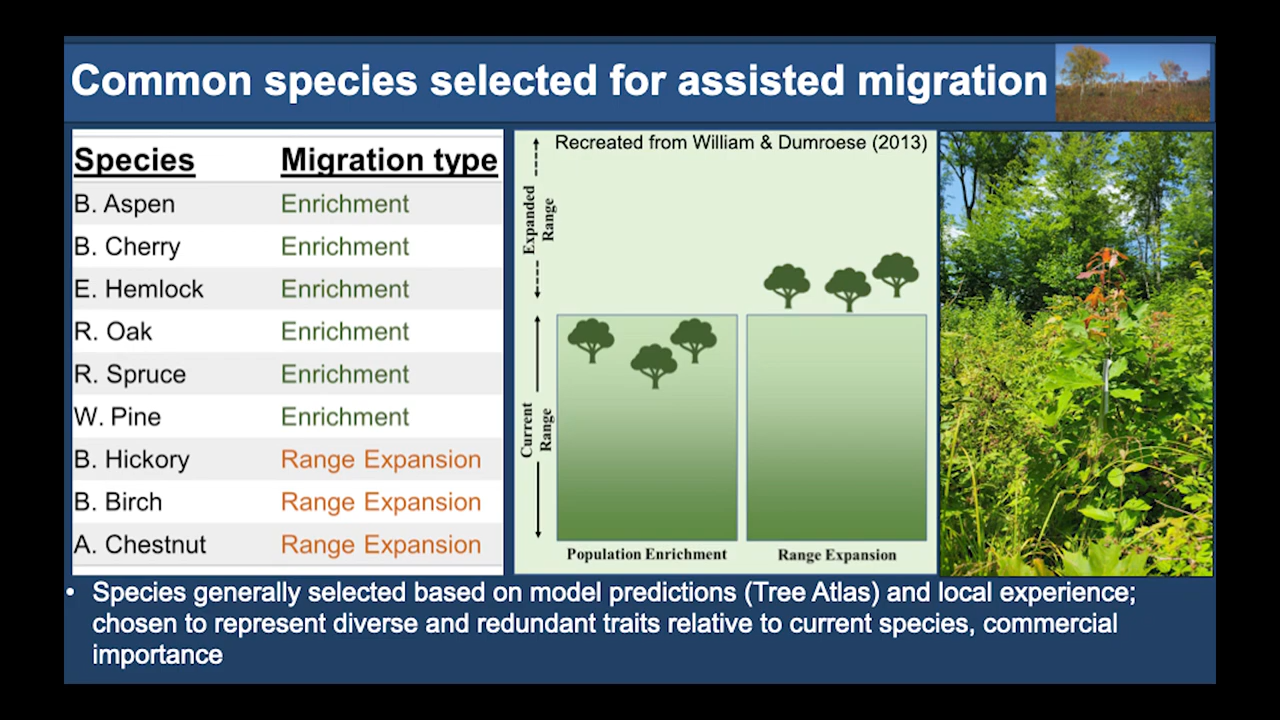 Common species selected for assisted migration
Species Migration type
B. Aspen Enrichment
B. Cherry Enrichment
E. Hemlock Enrichment
R. Oak Enrichment
R. Spruce Enrichment
W. Pine Enrichment
B. Hickory Range Expansion
B. Birch Range Expansion
A. Chestnut Range Expansion
Recreated from William & Dumroese (2013)
Expanded
Range
Current
Range
Population Enrichment
Range Expansion
• Species generally selected based on model predictions (Tree Atlas) and local experience;
chosen to represent diverse and redundant traits relative to current species, commercial
importance